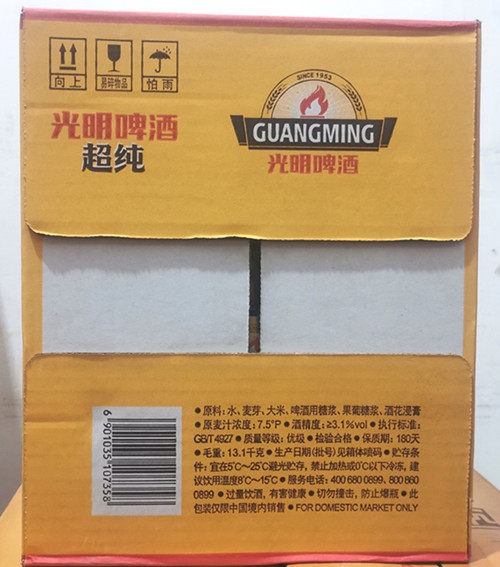 向上 易碎物品 怕雨
SINCE 1953
GUANGMING
光明啤酒
光明啤酒
超纯
●原料：水、麦芽、大米、啤酒用糖浆、果葡糖浆、酒花浸膏
●原麦汁浓度：7.5°P ●酒精度：≥3.1%vol ●执行标准：
GB/T 4927 ●质量等级：优级 ●检验合格 ●保质期：180天
●毛重：13.1千克 ●生产日期(批号)见箱体喷码 ●贮存条
件：宜在5℃~25℃避光贮存，禁止加热或0℃以下冷冻，建
议饮用温度8℃~15℃ ●服务电话：400 680 0899，800 860
0899 ●过量饮酒，有害健康 ●切勿撞击，防止爆瓶 ●此
包装仅限中国境内销售 ●FOR DOMESTIC MARKET ONLY
6 901035 107358